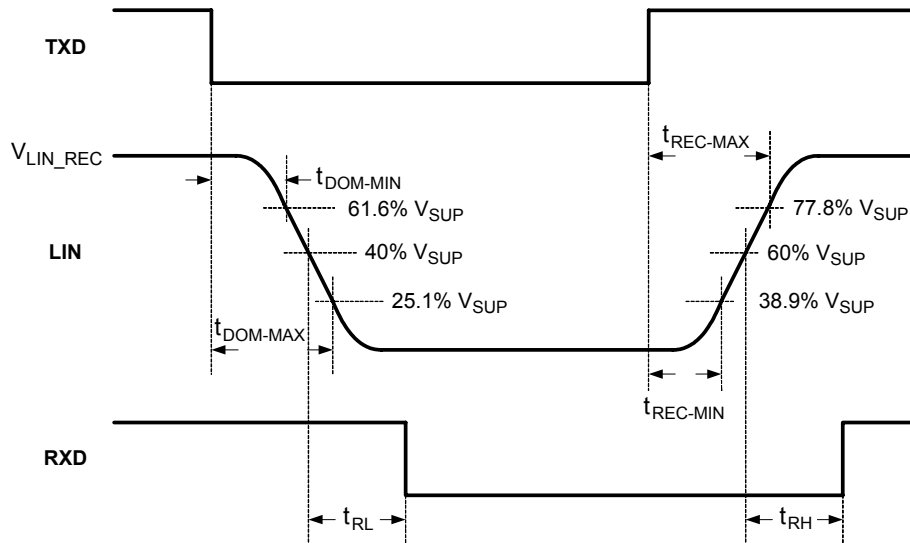 TXD
V_LIN_REC
t_REC-MAX
t_DOM-MIN
61.6% V_SUP
77.8% V_SUP
LIN
40% V_SUP
60% V_SUP
25.1% V_SUP
38.9% V_SUP
t_DOM-MAX
t_REC-MIN
RXD
t_RL
t_RH